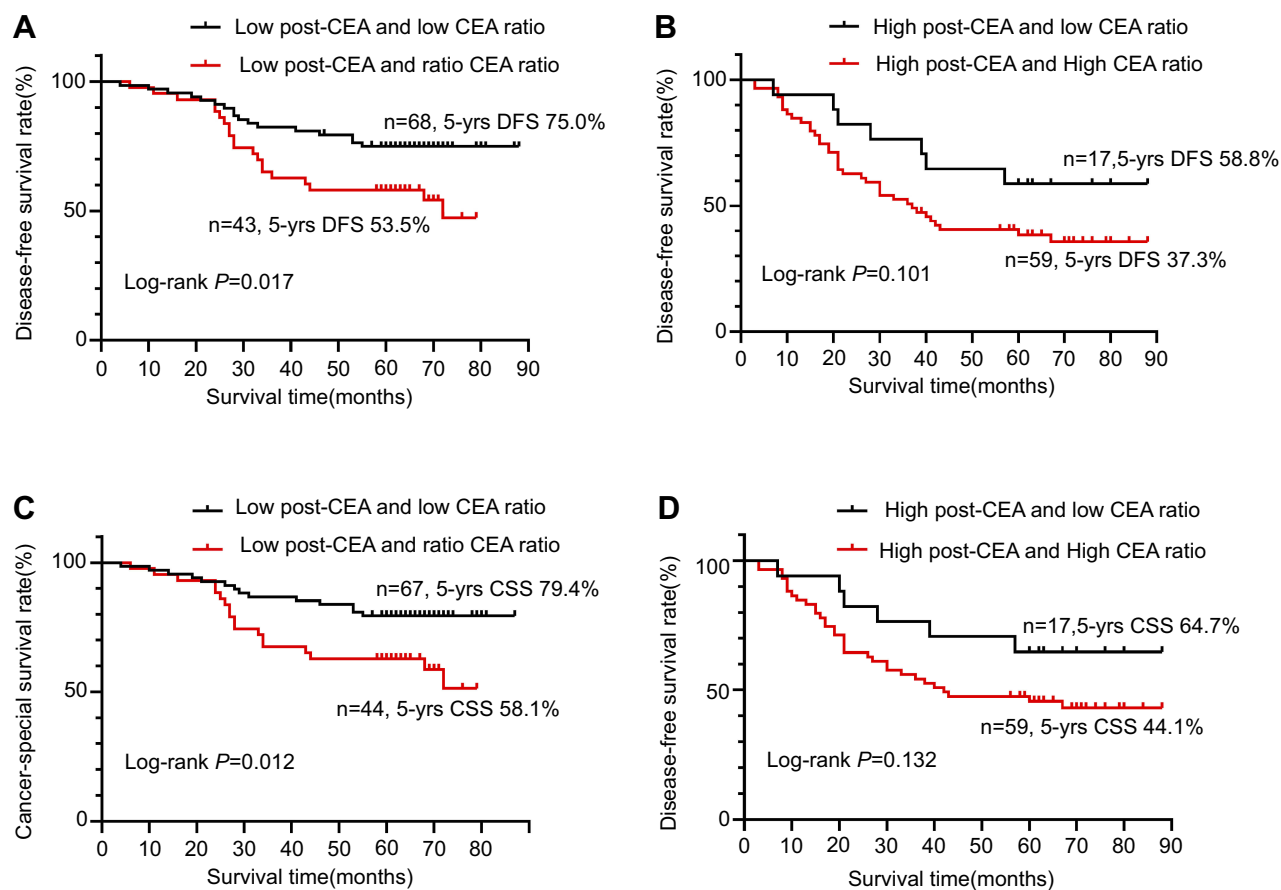 A
Low post-CEA and low CEA ratio
Low post-CEA and ratio CEA ratio
Disease-free survival rate(%)
100
50
0
n=68, 5-yrs DFS 75.0%
n=43, 5-yrs DFS 53.5%
Log-rank P=0.017
0 10 20 30 40 50 60 70 80 90
Survival time(months)
B
High post-CEA and low CEA ratio
High post-CEA and High CEA ratio
Disease-free survival rate(%)
100
50
0
n=17,5-yrs DFS 58.8%
n=59, 5-yrs DFS 37.3%
Log-rank P=0.101
0 10 20 30 40 50 60 70 80 90
Survival time(months)
C
Low post-CEA and low CEA ratio
Low post-CEA and ratio CEA ratio
Cancer-special survival rate(%)
100
50
0
n=67, 5-yrs CSS 79.4%
n=44, 5-yrs CSS 58.1%
Log-rank P=0.012
0 10 20 30 40 50 60 70 80
Survival time(months)
D
High post-CEA and low CEA ratio
High post-CEA and High CEA ratio
Disease-free survival rate(%)
100
50
0
n=17,5-yrs CSS 64.7%
n=59, 5-yrs CSS 44.1%
Log-rank P=0.132
0 10 20 30 40 50 60 70 80 90
Survival time(months)